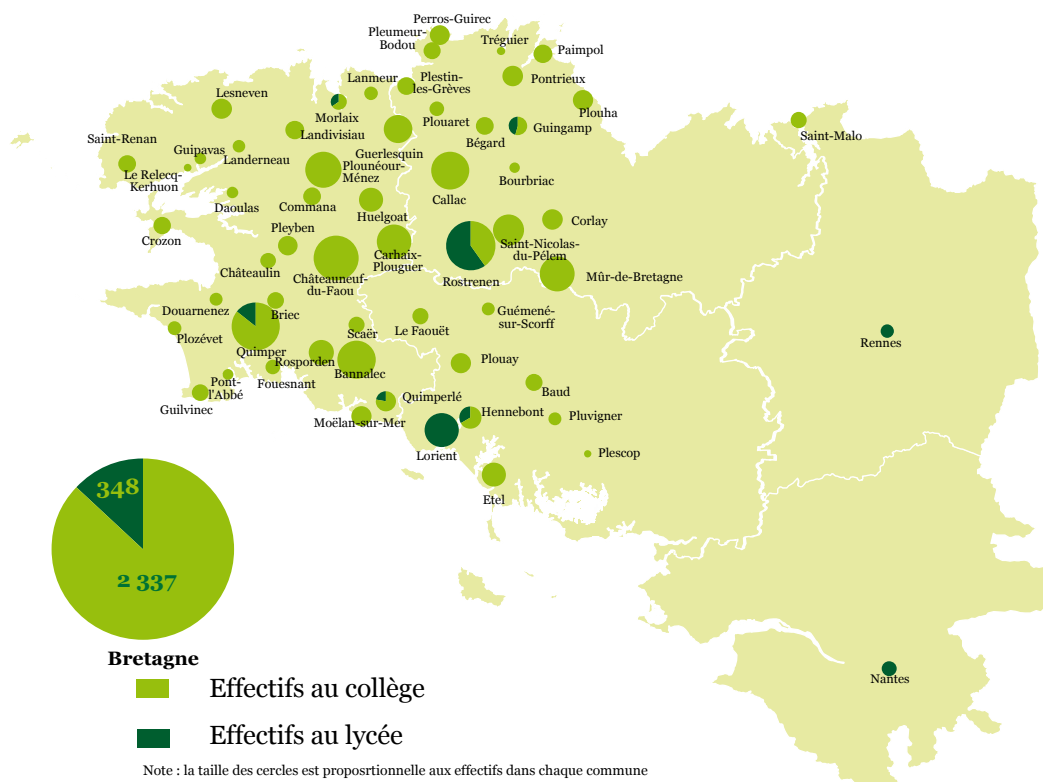 Perros-Guirec
Pleumeur-
Bodou
Tréguier
Paimpol
Lanmeur
Plestin
-les-Grèves
Pontrieux
Lesneven
Morlaix
Plouaret
Plouha
Saint-Renan
Landivisiau
Bégard
Guingamp
Saint-Malo
Guipavas
Landerneau
Guerlesquin
Le Relecq-
Kerhuon
Plounéour-
Ménez
Bourbriac
Callac
Daoulas
Commana
Huelgoat
Corlay
Crozon
Pleyben
Carhaix-
Plouguer
Saint-Nicolas-
du-Pélem
Châteaulin
Châteauneuf
-du-Faou
Rostrenen
Mûr-de-Bretagne
Douarnenez
Briec
Guémené
-sur-Scorff
Plozévet
Scaër
Le Faouët
Rennes
Quimper
Rosporden
Plouay
Bannalec
Pont-
l'Abbé
Fouesnant
Baud
Guilvinec
Quimperlé
Hennebont
Pluvigner
Moëlan-sur-Mer
Lorient
Plescop
Etel
348
2 337
Bretagne
Nantes
Effectifs au collège
Effectifs au lycée
Note : la taille des cercles est proposrtionnelle aux effectifs dans chaque commune